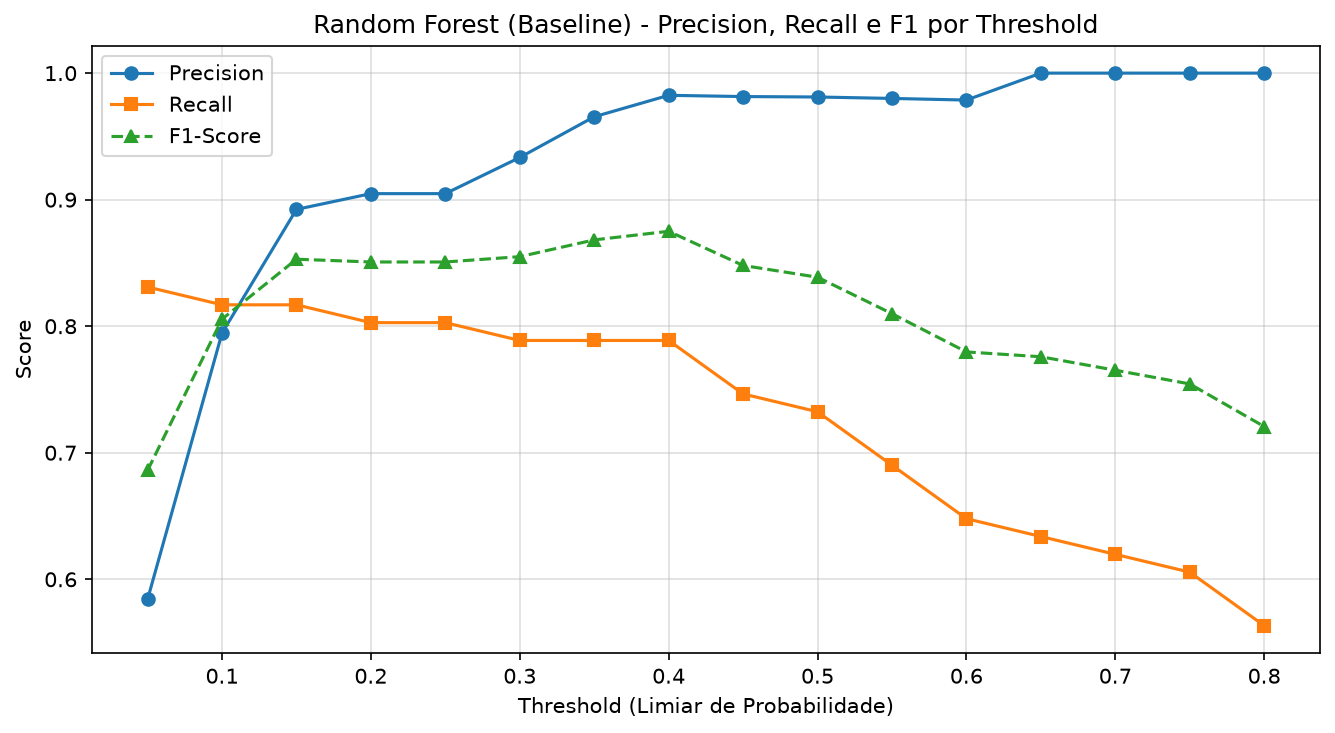 Random Forest (Baseline) - Precision, Recall e F1 por Threshold
Precision
Recall
F1-Score
1.0
0.9
0.8
0.7
0.6
Score
0.1 0.2 0.3 0.4 0.5 0.6 0.7 0.8
Threshold (Limiar de Probabilidade)